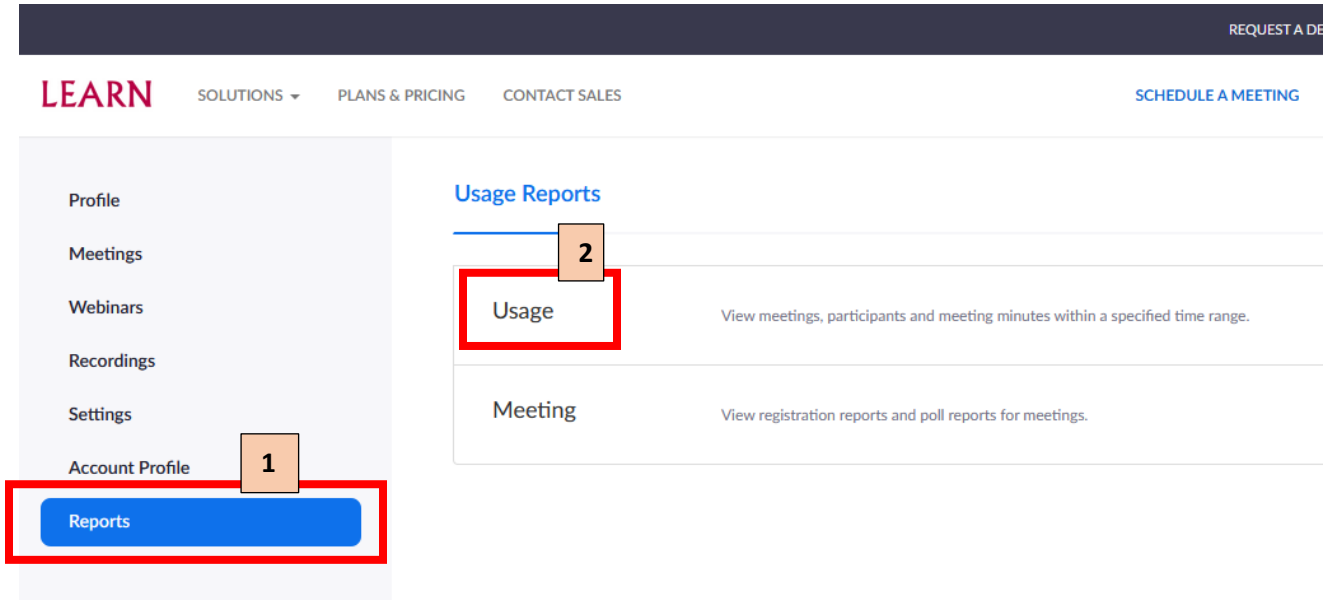 REQUEST A DE
LEARN SOLUTIONS PLANS & PRICING CONTACT SALES SCHEDULE A MEETING
Profile
Meetings
Webinars
Recordings
Settings
Account Profile
1
Reports
Usage Reports
2
Usage View meetings, participants and meeting minutes within a specified time range.
Meeting View registration reports and poll reports for meetings.